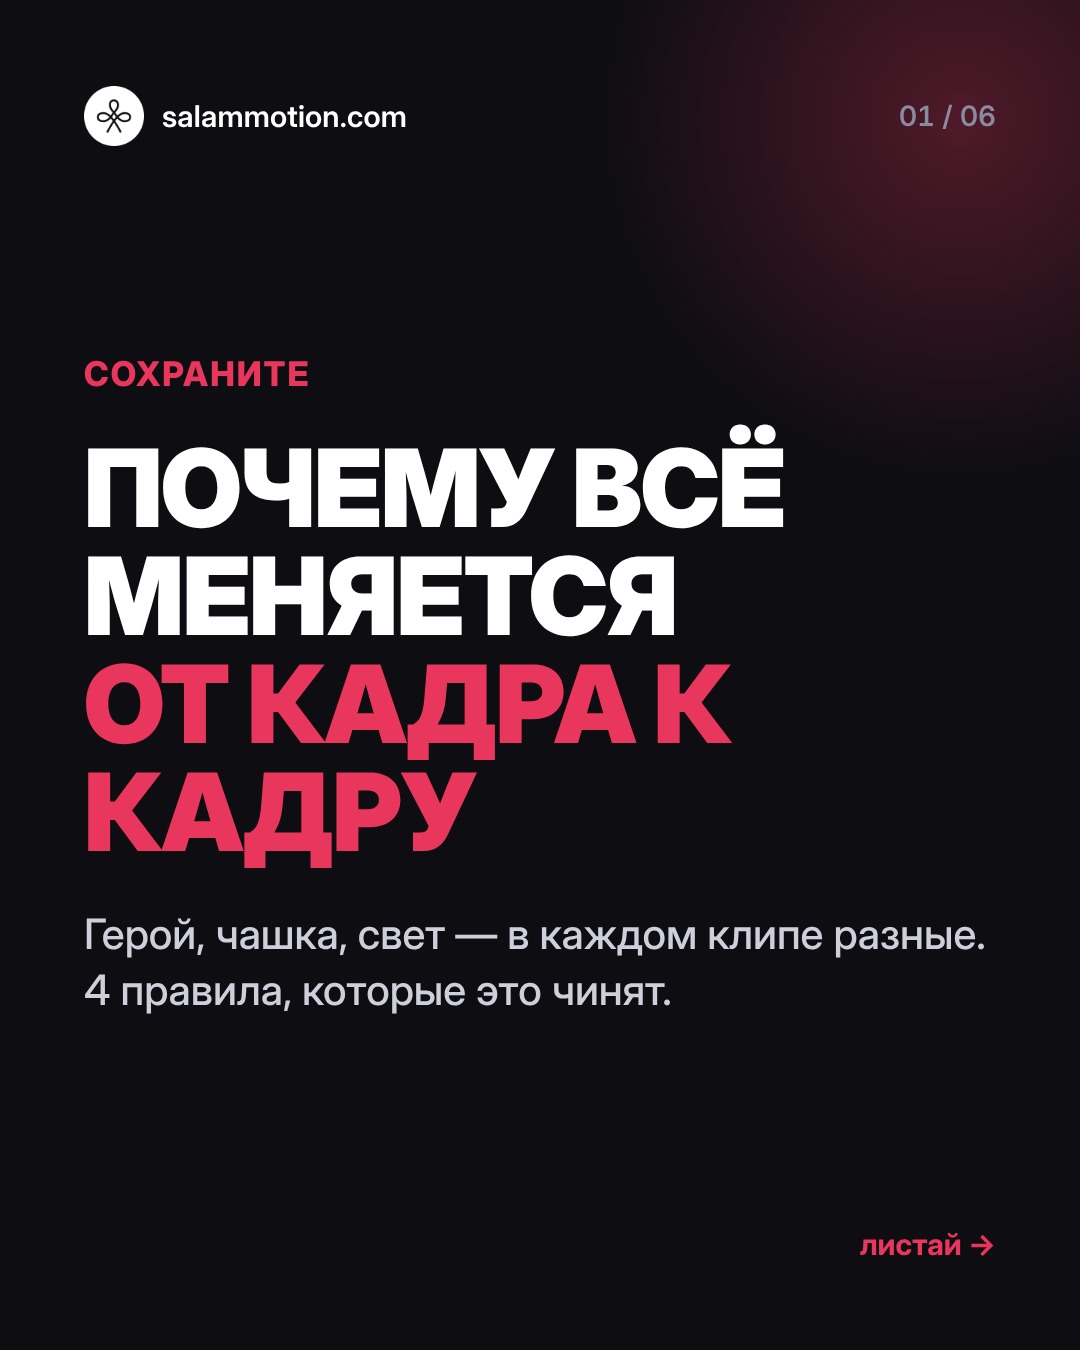 salammotion.com
01 / 06
СОХРАНИТЕ
ПОЧЕМУ ВСЁ
МЕНЯЕТСЯ
ОТ КАДРА К
КАДРУ
Герой, чашка, свет — в каждом клипе разные.
4 правила, которые это чинят.
листай →